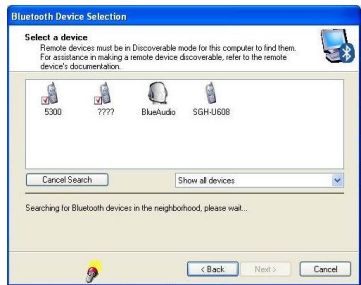 Bluetooth Device Selection
Select a device
Remote devices must be in Discoverable mode for this computer to find them.
For assistance in making a remote device discoverable, refer to the remote
device's documentation.
5300 ???? BlueAudio SGH-U608
Cancel Search Show all devices
Searching for Bluetooth devices in the neighborhood, please wait...
< Back Next > Cancel